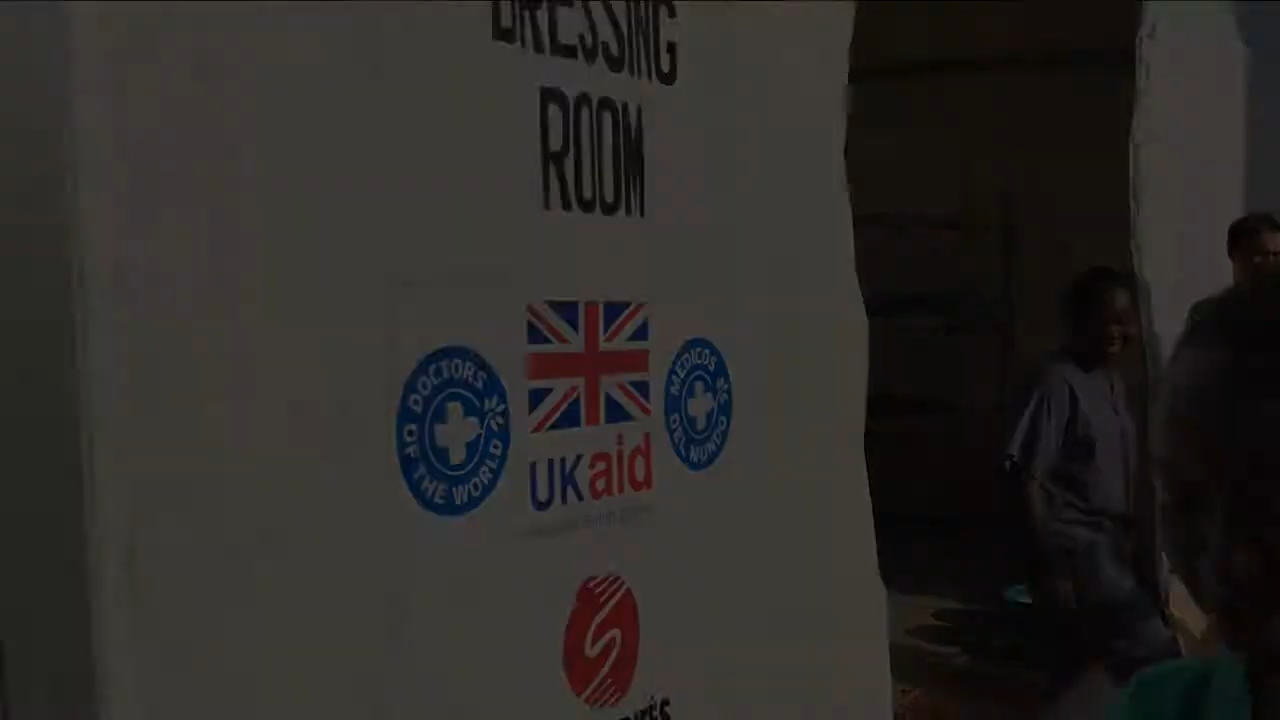 DRESSING
ROOM
DOCTORS OF THE WORLD
UKaid
MEDICOS DEL MUNDO